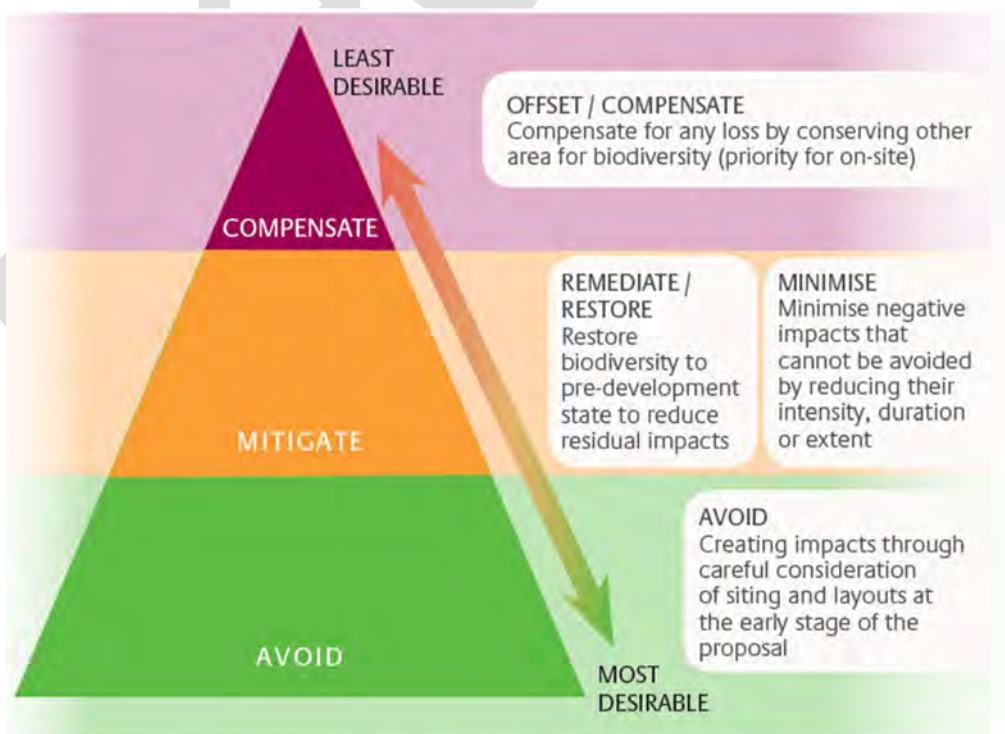 LEAST
DESIRABLE
OFFSET / COMPENSATE
Compensate for any loss by conserving other
area for biodiversity (priority for on-site)
COMPENSATE
REMEDIATE /
RESTORE
Restore
biodiversity to
pre-development
state to reduce
residual impacts
MINIMISE
Minimise negative
impacts that
cannot be avoided
by reducing their
intensity, duration
or extent
MITIGATE
AVOID
Creating impacts through
careful consideration
of siting and layouts at
the early stage of the
proposal
AVOID
MOST
DESIRABLE